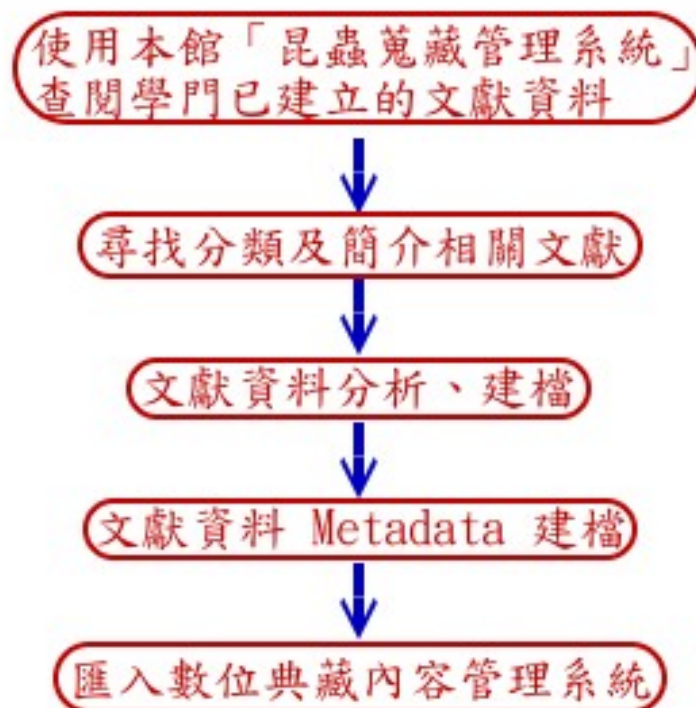 使用本館「昆蟲蒐藏管理系統」
查閱學門已建立的文獻資料
尋找分類及簡介相關文獻
文獻資料分析、建檔
文獻資料 Metadata 建檔
匯入數位典藏內容管理系統